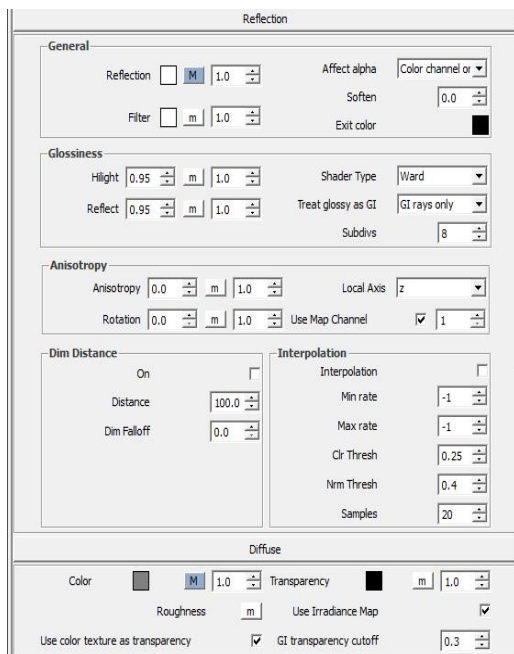 Reflection
General
Reflection M 1.0 Affect alpha Color channel or
Soften 0.0
Filter m 1.0
Exit color
Glossiness
Hilight 0.95 m 1.0 Shader Type Ward
Reflect 0.95 m 1.0 Treat glossy as GI GI rays only
Subdivs 8
Anisotropy
Anisotropy 0.0 m 1.0 Local Axis z
Rotation 0.0 m 1.0 Use Map Channel 1
Dim Distance
On
Distance 100.0
Dim Falloff 0.0
Interpolation
Interpolation
Min rate -1
Max rate -1
Clr Thresh 0.25
Nrm Thresh 0.4
Samples 20
Diffuse
Color M 1.0 Transparency m 1.0
Roughness m Use Irradiance Map
Use color texture as transparency GI transparency cutoff 0.3